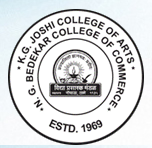 • K. G. JOSHI COLLEGE OF ARTS •
N. G. BEDEKAR COLLEGE OF COMMERCE
विद्या प्रसारक मंडळ
ESTD. 1969